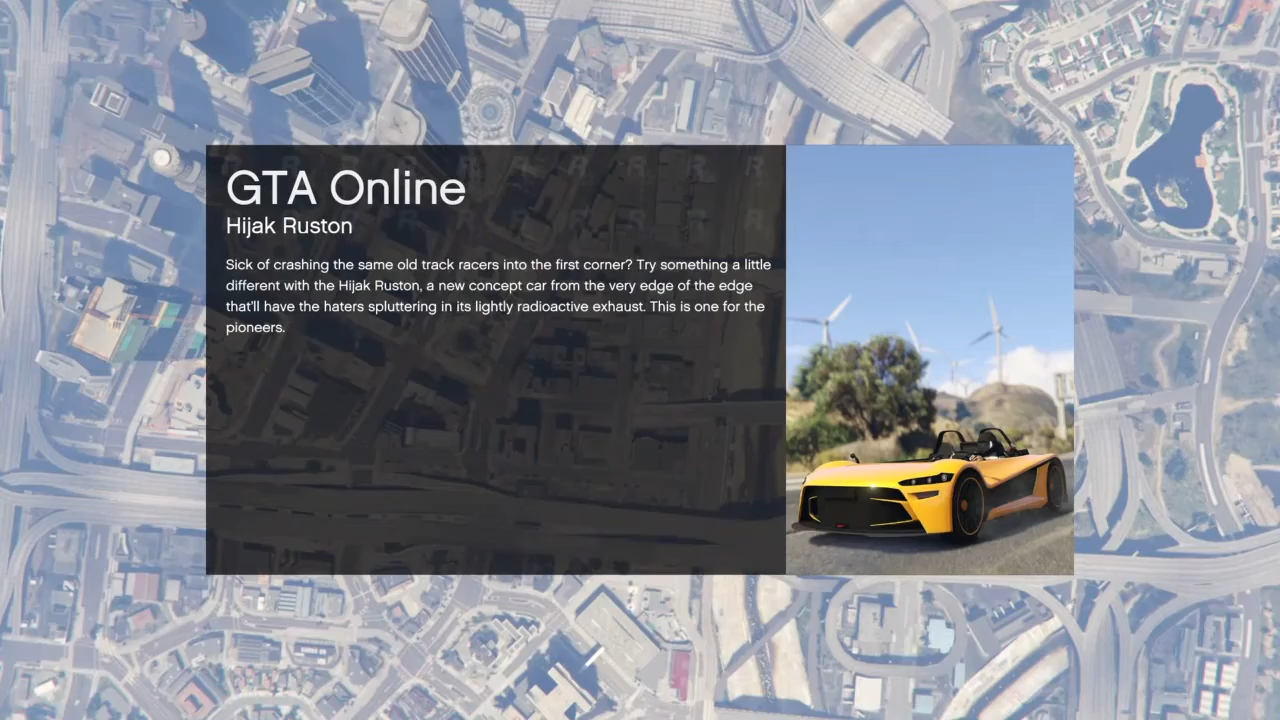 GTA Online
Hijak Ruston
Sick of crashing the same old track racers into the first corner? Try something a little
different with the Hijak Ruston, a new concept car from the very edge of the edge
that'll have the haters spluttering in its lightly radioactive exhaust. This is one for the
pioneers.